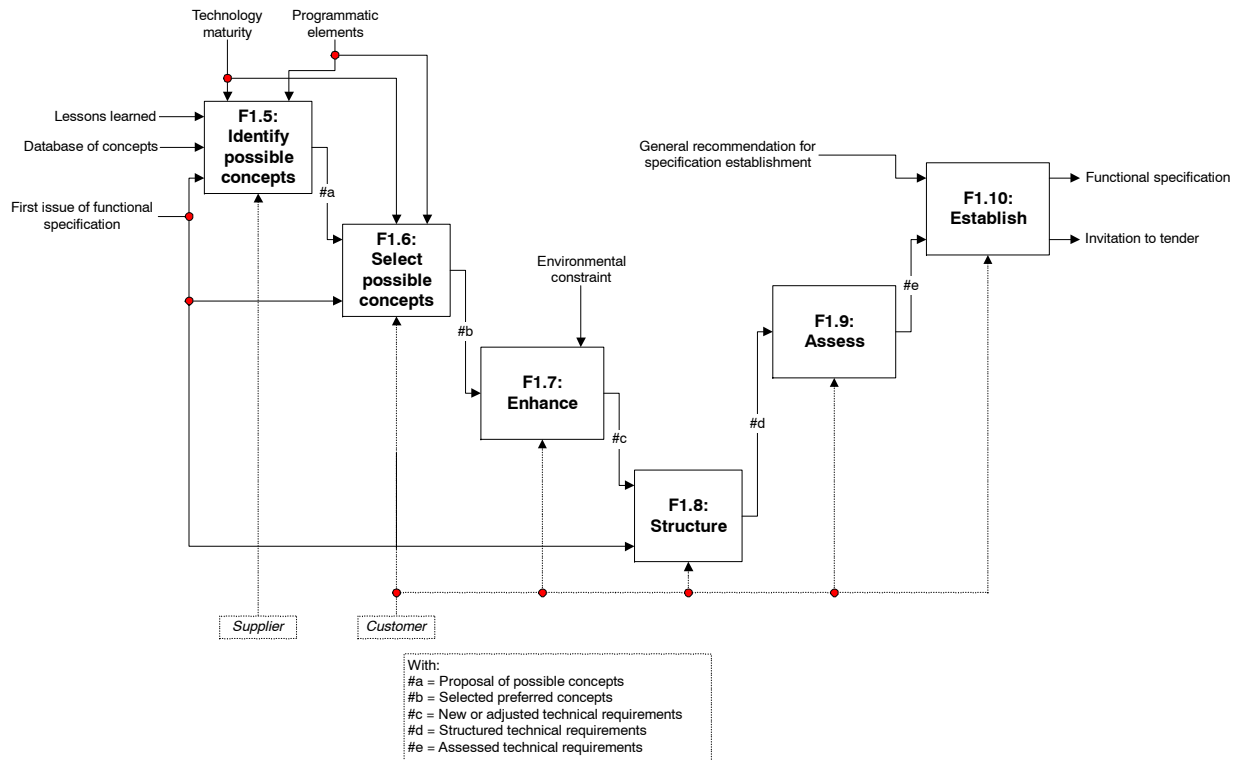 Technology
maturity
Programmatic
elements
Lessons learned
Database of concepts
First issue of functional
specification
F1.5:
Identify
possible
concepts
#a
F1.6:
Select
possible
concepts
#b
Environmental
constraint
F1.7:
Enhance
#c
F1.8:
Structure
#d
F1.9:
Assess
#e
General recommendation for
specification establishment
F1.10:
Establish
Functional specification
Invitation to tender
Supplier
Customer
With:
#a = Proposal of possible concepts
#b = Selected preferred concepts
#c = New or adjusted technical requirements
#d = Structured technical requirements
#e = Assessed technical requirements